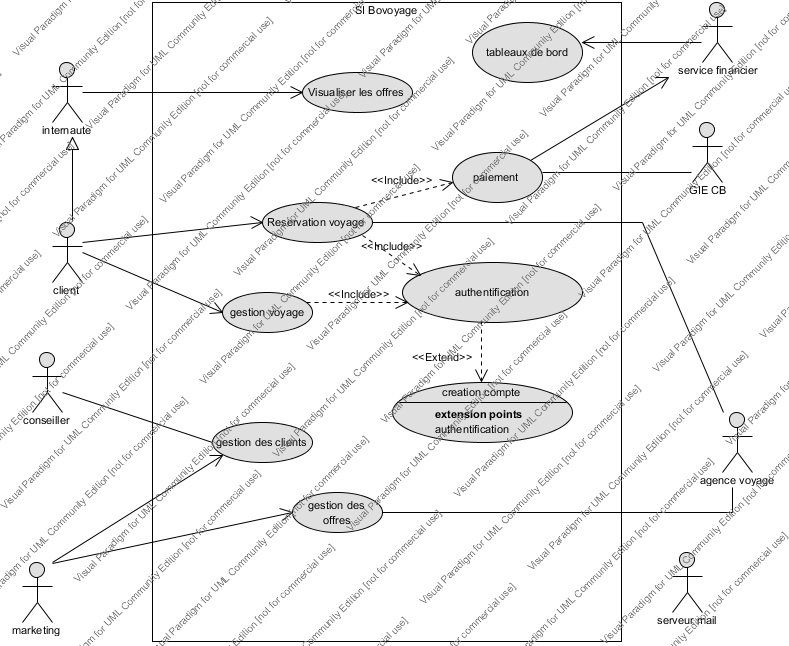 SI Bovoyage
tableaux de bord
service financier
Visualiser les offres
internaute
<<Include>>
paiement
GIE CB
Reservation voyage
<<Include>>
client
<<Include>>
authentification
gestion voyage
<<Extend>>
creation compte
extension points
authentification
conseiller
gestion des clients
agence voyage
gestion des
offres
marketing
serveur mail
Visual Paradigm for UML Community Edition [not for commercial use]